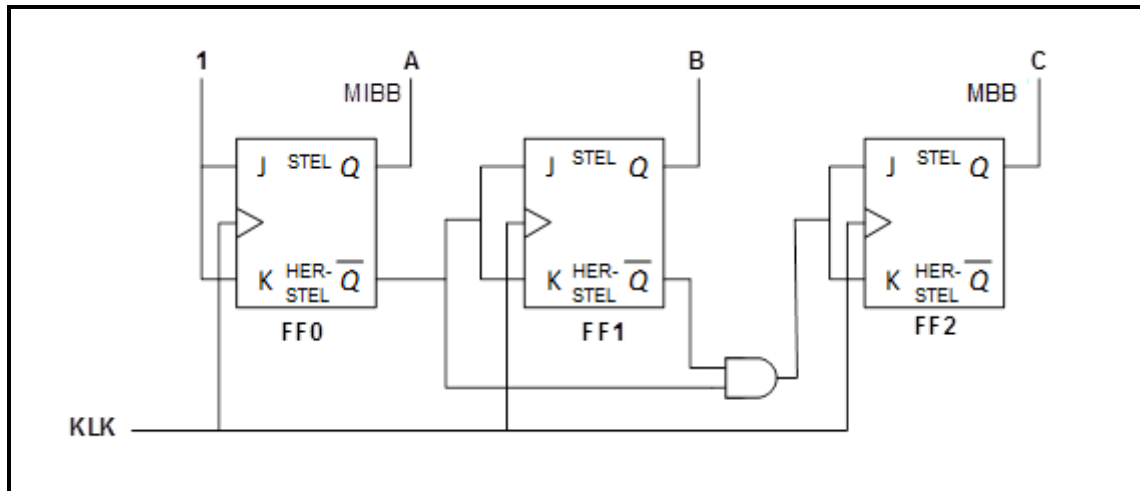 1 A B C
MIBB MBB
J STEL Q J STEL Q J STEL Q
K HER-STEL Q K HER-STEL Q K HER-STEL Q
FF0 FF1 FF2
KLK